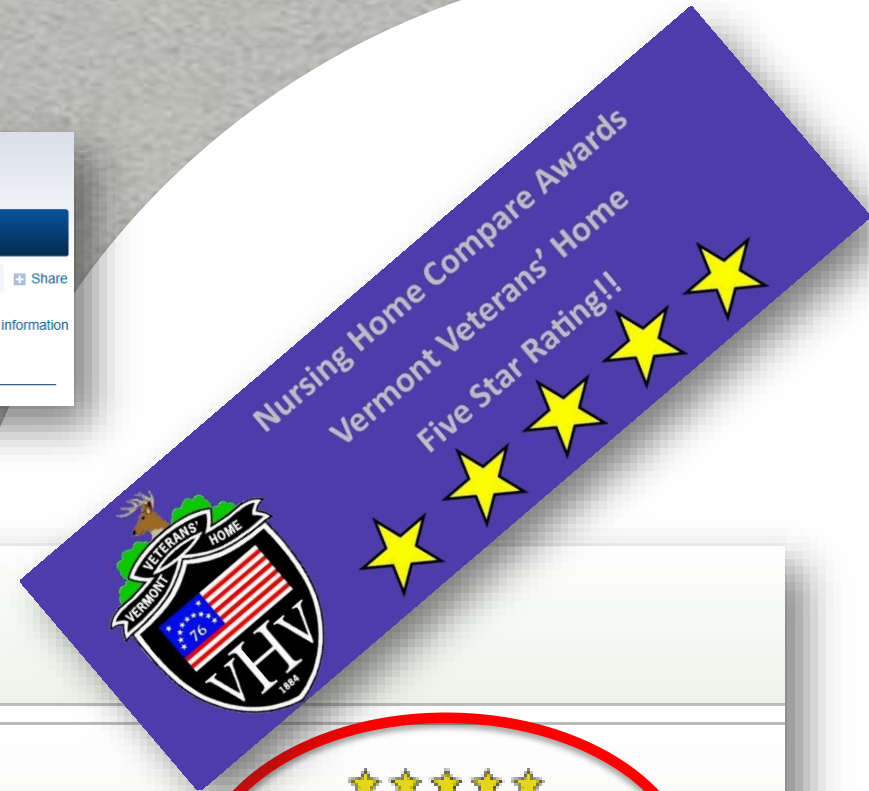 Share
information
Nursing Home Compare Awards
Vermont Veterans’ Home
Five Star Rating!!
VERMONT VETERANS' HOME
76
VHV
1884